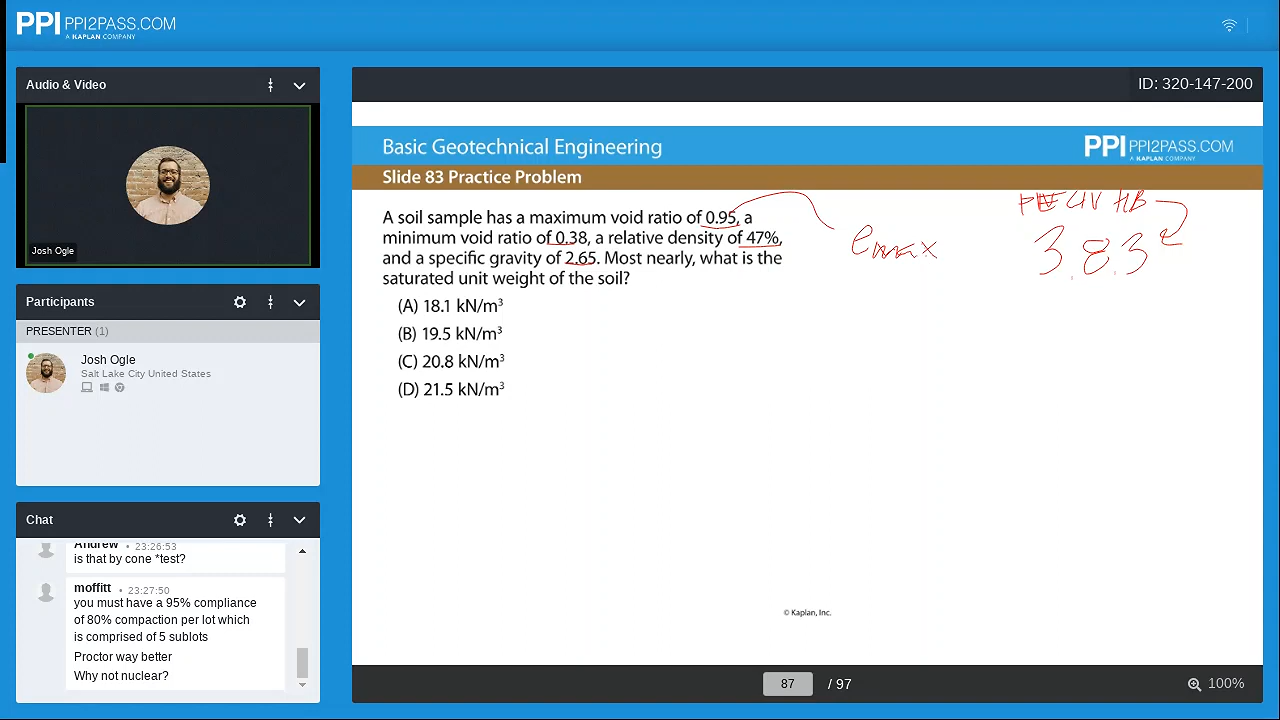 PPI PPI2PASS.COM
A KAPLAN COMPANY
Audio & Video
Josh Ogle
Participants
PRESENTER (1)
Josh Ogle
Salt Lake City United States
Chat
Andrew • 23:26:53
is that by cone *test?
moffitt • 23:27:50
you must have a 95% compliance
of 80% compaction per lot which
is comprised of 5 sublots
Proctor way better
Why not nuclear?
ID: 320-147-200
Basic Geotechnical Engineering
PPI PPI2PASS.COM
A KAPLAN COMPANY
Slide 83 Practice Problem
A soil sample has a maximum void ratio of 0.95, a
minimum void ratio of 0.38, a relative density of 47%,
and a specific gravity of 2.65. Most nearly, what is the
saturated unit weight of the soil?
(A) 18.1 kN/m³
(B) 19.5 kN/m³
(C) 20.8 kN/m³
(D) 21.5 kN/m³
emax
PE CIV HB
3.8.3
© Kaplan, Inc.
87 / 97
100%